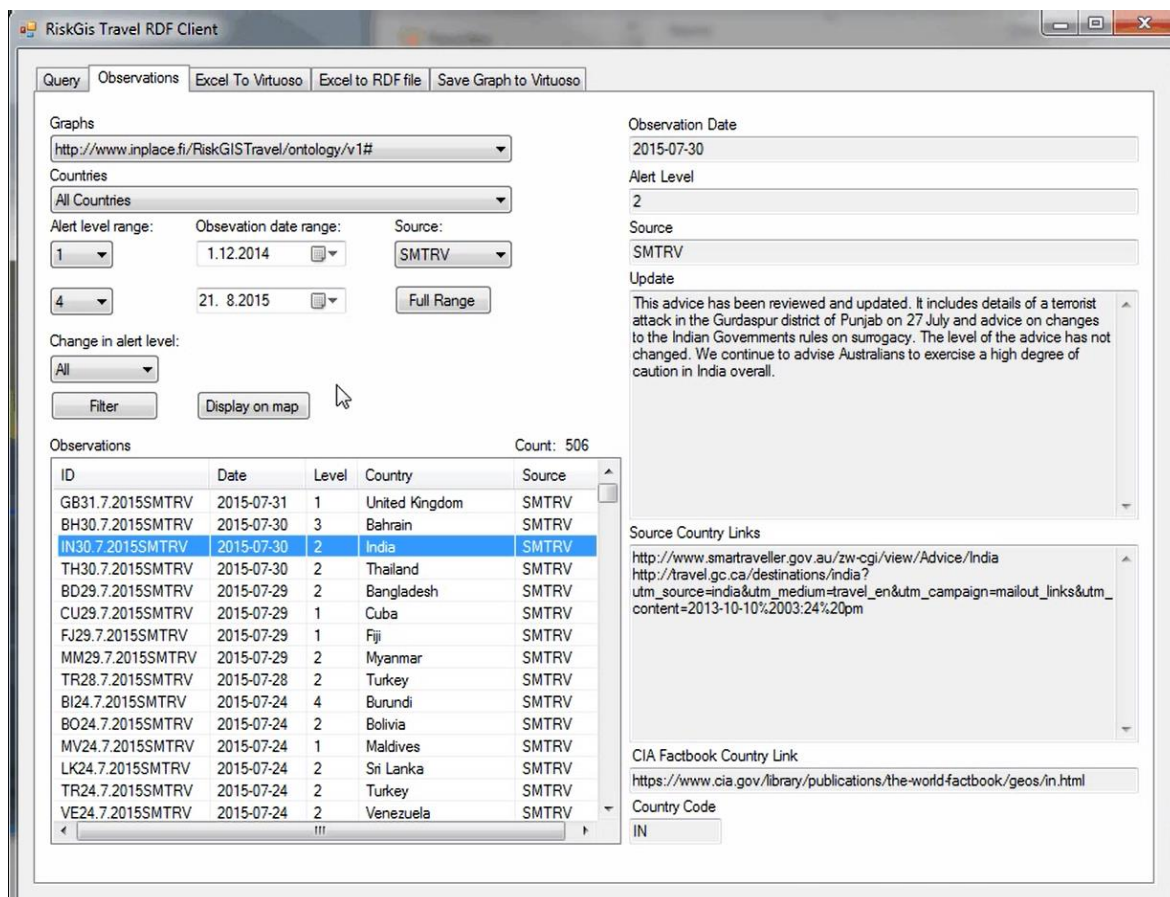 RiskGis Travel RDF Client
Query
Observations
Excel To Virtuoso
Excel to RDF file
Save Graph to Virtuoso
Graphs
http://www.inplace.fi/RiskGISTravel/ontology/v1#
Countries
All Countries
Alert level range: Obsevation date range: Source:
1 1.12.2014 SMTRV
4 21. 8.2015 Full Range
Change in alert level:
All
Filter Display on map
Observations Count: 506
ID Date Level Country Source
GB31.7.2015SMTRV 2015-07-31 1 United Kingdom SMTRV
BH30.7.2015SMTRV 2015-07-30 3 Bahrain SMTRV
IN30.7.2015SMTRV 2015-07-30 2 India SMTRV
TH30.7.2015SMTRV 2015-07-30 2 Thailand SMTRV
BD29.7.2015SMTRV 2015-07-29 2 Bangladesh SMTRV
CU29.7.2015SMTRV 2015-07-29 1 Cuba SMTRV
FJ29.7.2015SMTRV 2015-07-29 1 Fiji SMTRV
MM29.7.2015SMTRV 2015-07-29 2 Myanmar SMTRV
TR28.7.2015SMTRV 2015-07-28 2 Turkey SMTRV
BI24.7.2015SMTRV 2015-07-24 4 Burundi SMTRV
BO24.7.2015SMTRV 2015-07-24 2 Bolivia SMTRV
MV24.7.2015SMTRV 2015-07-24 1 Maldives SMTRV
LK24.7.2015SMTRV 2015-07-24 2 Sri Lanka SMTRV
TR24.7.2015SMTRV 2015-07-24 2 Turkey SMTRV
VE24.7.2015SMTRV 2015-07-24 2 Venezuela SMTRV
Observation Date
2015-07-30
Alert Level
2
Source
SMTRV
Update
This advice has been reviewed and updated. It includes details of a terrorist
attack in the Gurdaspur district of Punjab on 27 July and advice on changes
to the Indian Governments rules on surrogacy. The level of the advice has not
changed. We continue to advise Australians to exercise a high degree of
caution in India overall.
Source Country Links
http://www.smartraveller.gov.au/zw-cgi/view/Advice/India
http://travel.gc.ca/destinations/india?
utm_source=india&utm_medium=travel_en&utm_campaign=mailout_links&utm_
content=2013-10-10%2003:24%20pm
CIA Factbook Country Link
https://www.cia.gov/library/publications/the-world-factbook/geos/in.html
Country Code
IN